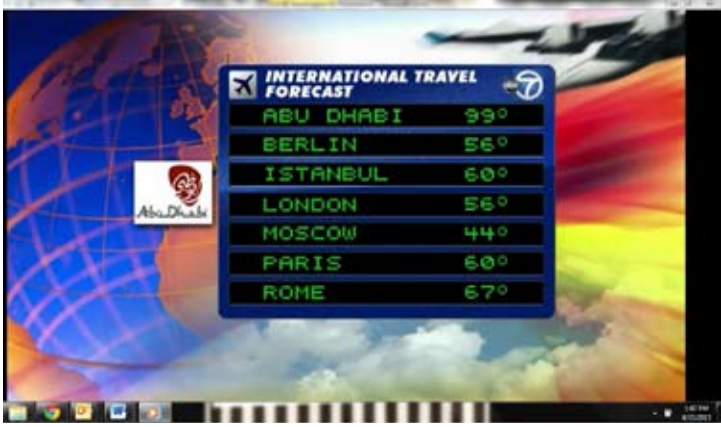 INTERNATIONAL TRAVEL
FORECAST
7
ABU DHABI 99°
BERLIN 56°
ISTANBUL 60°
LONDON 56°
MOSCOW 44°
PARIS 60°
ROME 67°
Abu Dhabi